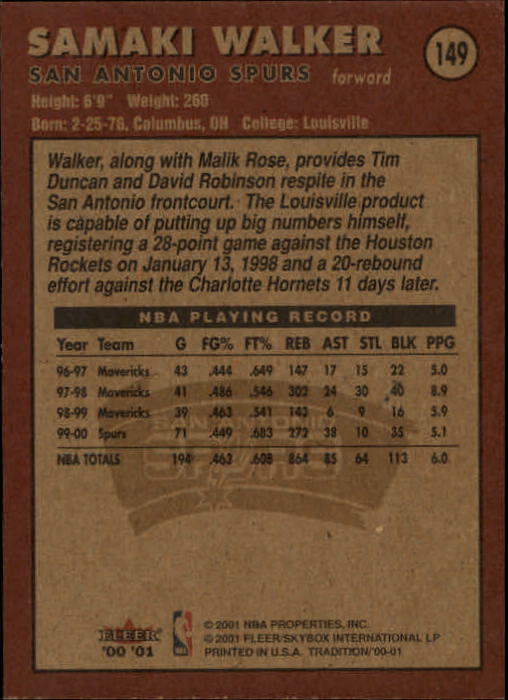 SAMAKI WALKER
149
SAN ANTONIO SPURS forward
Height: 6'9" Weight: 260
Born: 2-25-76, Columbus, OH College: Louisville
Walker, along with Malik Rose, provides Tim
Duncan and David Robinson respite in the
San Antonio frontcourt. The Louisville product
is capable of putting up big numbers himself,
registering a 28-point game against the Houston
Rockets on January 13, 1998 and a 20-rebound
effort against the Charlotte Hornets 11 days later.
NBA PLAYING RECORD
Year Team G FG% FT% REB AST STL BLK PPG
96-97 Mavericks 43 .444 .649 147 17 15 22 5.0
97-98 Mavericks 41 .486 .546 302 24 30 40 8.9
98-99 Mavericks 39 .463 .541 143 6 9 16 5.9
99-00 Spurs 71 .449 .683 272 38 10 35 5.1
NBA TOTALS 194 .463 .608 864 85 64 113 6.0
SAN ANTONIO
SPURS
FLEER
'00 '01
NBA
© 2001 NBA PROPERTIES, INC.
© 2001 FLEER/SKYBOX INTERNATIONAL LP
PRINTED IN U.S.A. TRADITION/'00-01